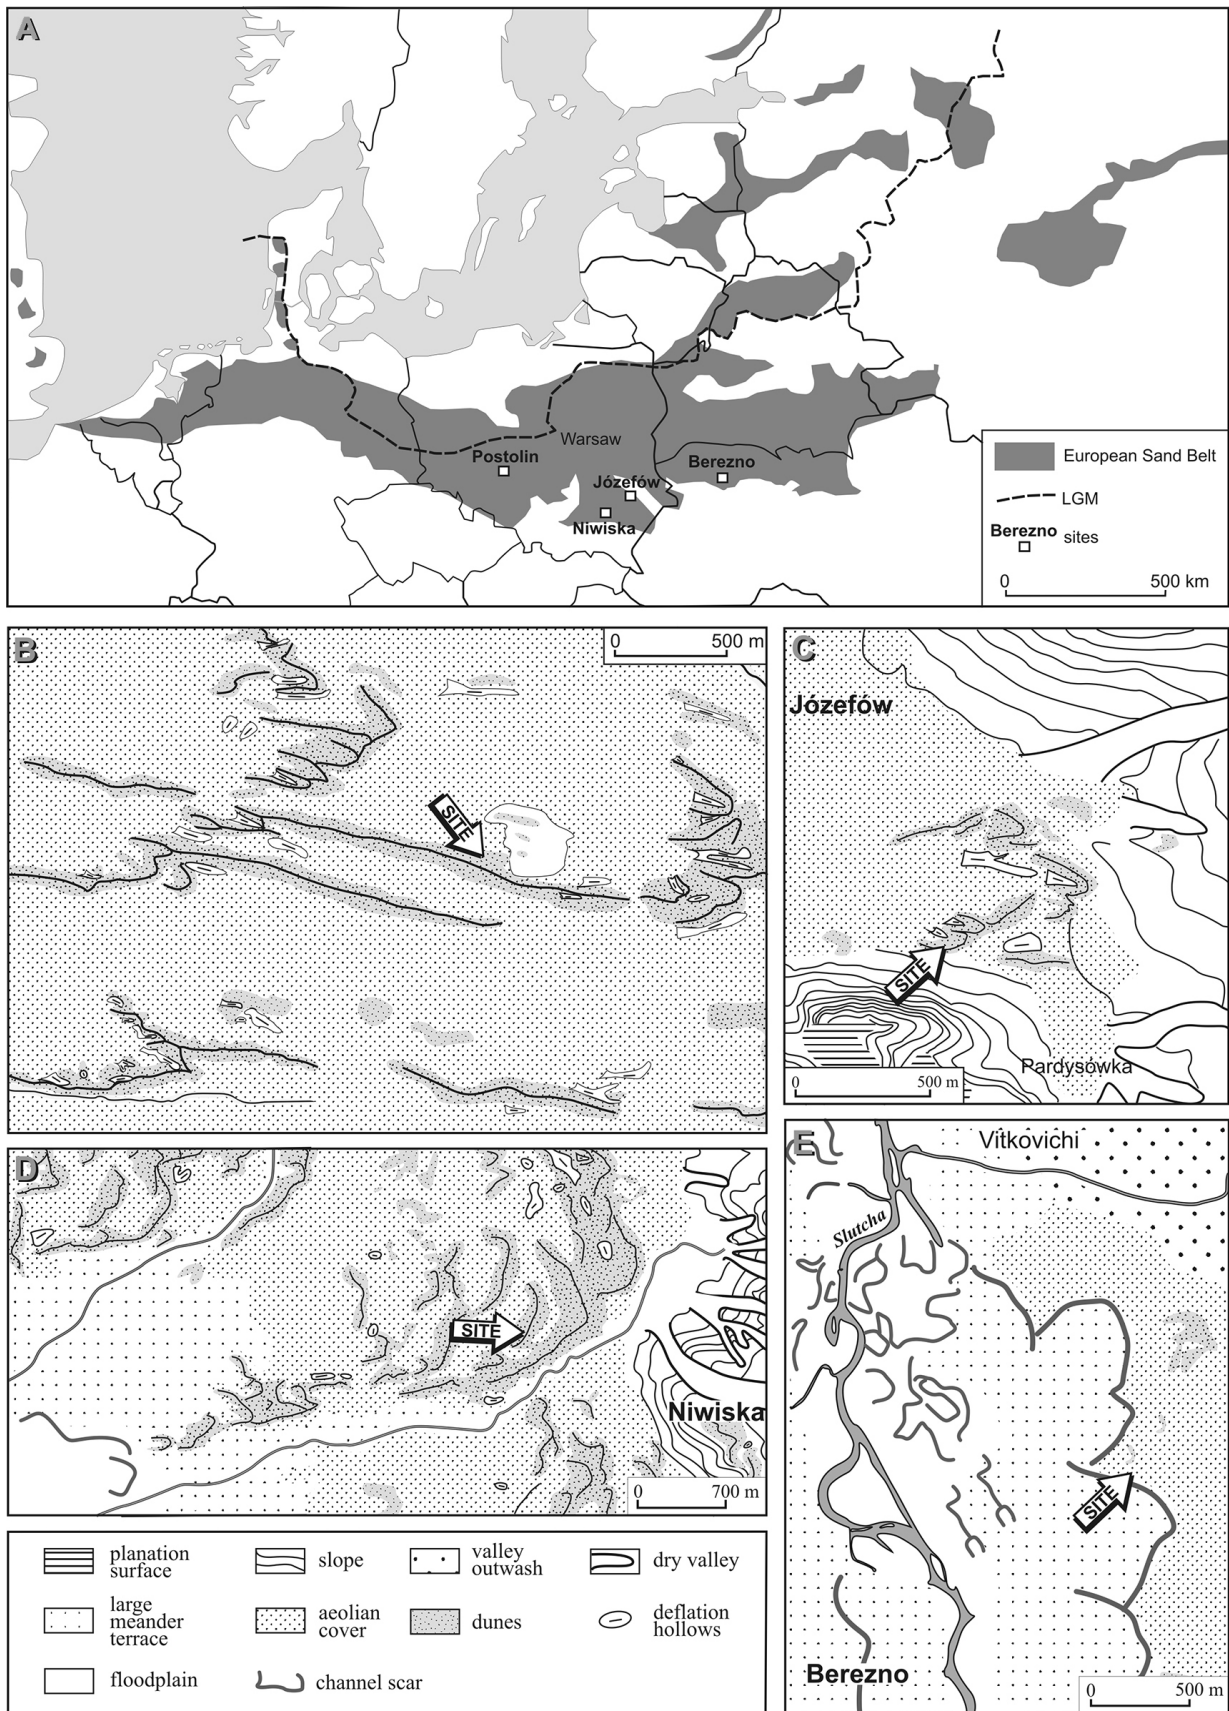 A
Warsaw
Postolin
Berezno
Józefów
Niwiska
European Sand Belt
LGM
Berezno sites
0 500 km
B
0 500 m
SITE
C
Józefów
SITE
Pardysówka
0 500 m
D
SITE
Niwiska
0 700 m
E
Vitkovichi
Slutcha
SITE
Berezno
0 500 m
planation
surface
slope
valley
outwash
dry valley
large
meander
terrace
aeolian
cover
dunes
deflation
hollows
floodplain
channel scar